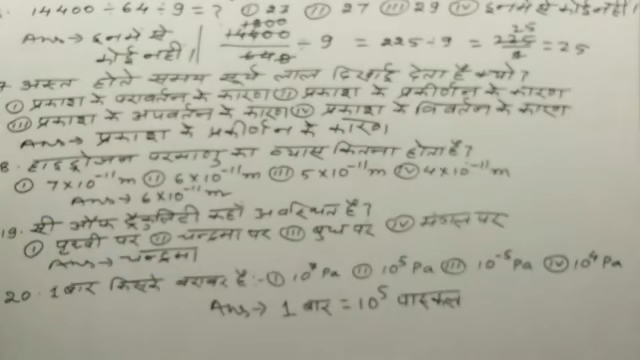 14400 ÷ 64 ÷ 9 = ? (i) 22 (ii) 27 (iii) 29 (iv) इनमें से कोई नहीं।
Ans → इनमें से कोई नहीं।
14400 ÷ 9 = 225 ÷ 9 = 225 = 25
अस्त होते समय सूर्य लाल दिखाई देता है क्यों?
(i) प्रकाश के परावर्तन के कारण (ii) प्रकाश के प्रकीर्णन के कारण
(iii) प्रकाश के अपवर्तन के कारण (iv) प्रकाश के विवर्तन के कारण
Ans → प्रकाश के प्रकीर्णन के कारण।
8. हाइड्रोजन परमाणु का व्यास कितना होता है?
(i) 7×10⁻¹¹m (ii) 6×10⁻¹¹m (iii) 5×10⁻¹¹m (iv) 4×10⁻¹¹m
Ans → 6×10⁻¹¹m
19. सी ऑफ ट्रैंकुलिटी कहाँ अवस्थित है?
(i) पृथ्वी पर (ii) चन्द्रमा पर (iii) बुध पर (iv) मंगल पर
Ans → चन्द्रमा
20. 1 बार किसके बराबर है:- (i) 10⁷ Pa (ii) 10⁵ Pa (iii) 10⁻⁵ Pa (iv) 10⁴ Pa
Ans → 1 बार = 10⁵ पास्कल